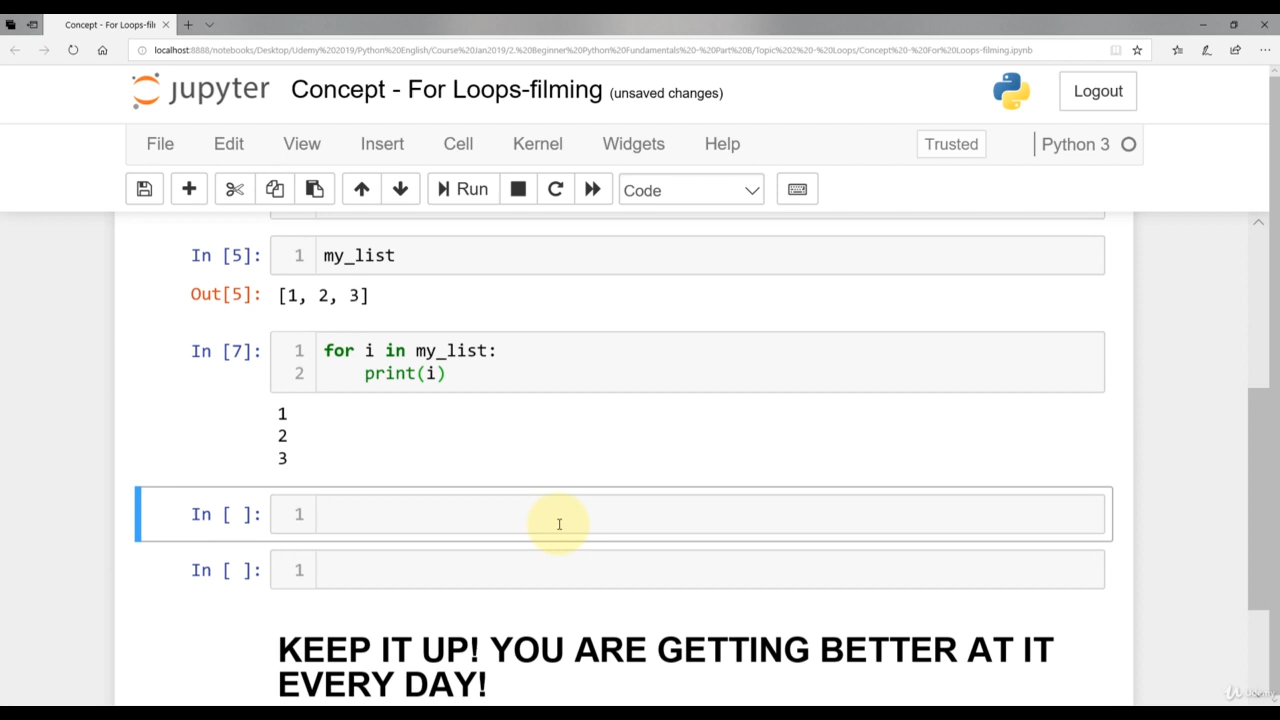 Concept - For Loops-filr
localhost:8888/notebooks/Desktop/Udemy%202019/Python%20English/Course%20Jan2019/2.%20Beginner%20Python%20Fundamentals%20-%20Part%20B/Topic%202%20-%20Loops/Concept%20-%20For%20Loops-filming.ipynb
jupyter Concept - For Loops-filming (unsaved changes)
Logout
File Edit View Insert Cell Kernel Widgets Help Trusted Python 3
Run Code
In [5]: 1 my_list
Out[5]: [1, 2, 3]
In [7]: 1 for i in my_list:
2 print(i)
1
2
3
In [ ]: 1
In [ ]: 1
KEEP IT UP! YOU ARE GETTING BETTER AT IT
EVERY DAY!
Udemy